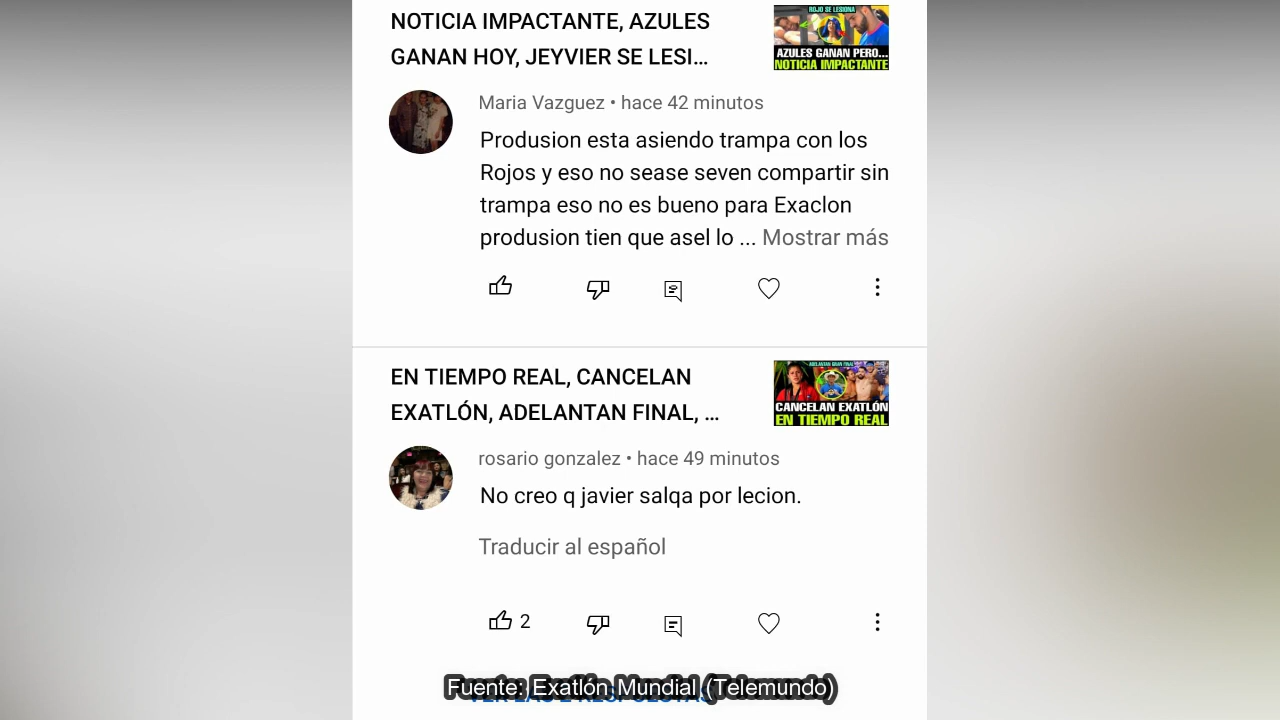 NOTICIA IMPACTANTE, AZULES
GANAN HOY, JEYVIER SE LESI...
ROJO SE LESIONA
AZULES GANAN PERO...
NOTICIA IMPACTANTE
Maria Vazguez • hace 42 minutos
Produsion esta asiendo trampa con los
Rojos y eso no sease seven compartir sin
trampa eso no es bueno para Exaclon
produsion tien que asel lo ... Mostrar más
EN TIEMPO REAL, CANCELAN
EXATLÓN, ADELANTAN FINAL, ...
ADELANTAN GRAN FINAL
CANCELAN EXATLÓN
EN TIEMPO REAL
rosario gonzalez • hace 49 minutos
No creo q javier salqa por lecion.
Traducir al español
2
Fuente: Exatlón Mundial (Telemundo)